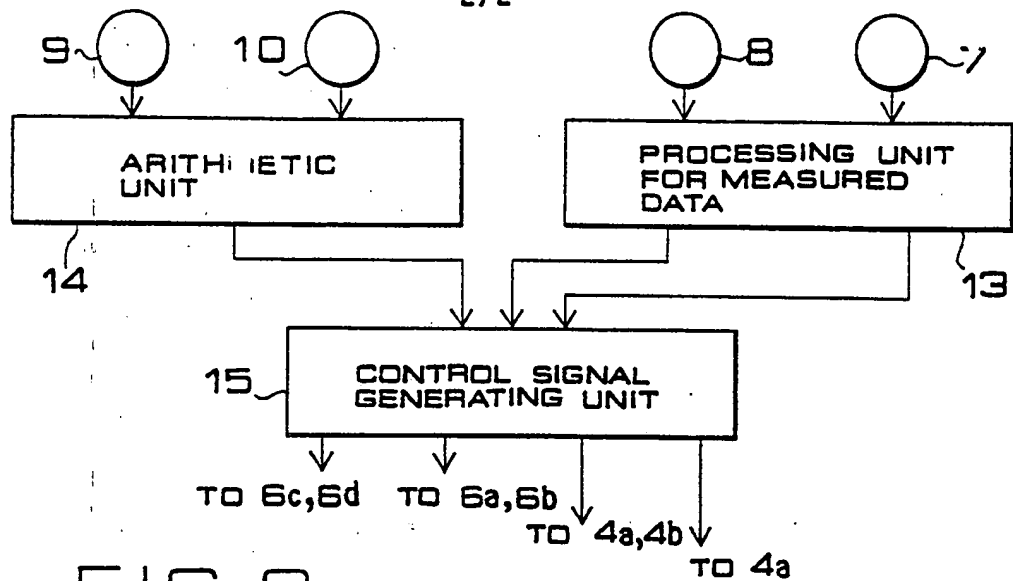 9
10
8
ARITHMETIC
UNIT
PROCESSING UNIT
FOR MEASURED
DATA
14
13
15
CONTROL SIGNAL
GENERATING UNIT
TO 6c,6d
TO 6a,6b
TO 4a,4b
TO 4a